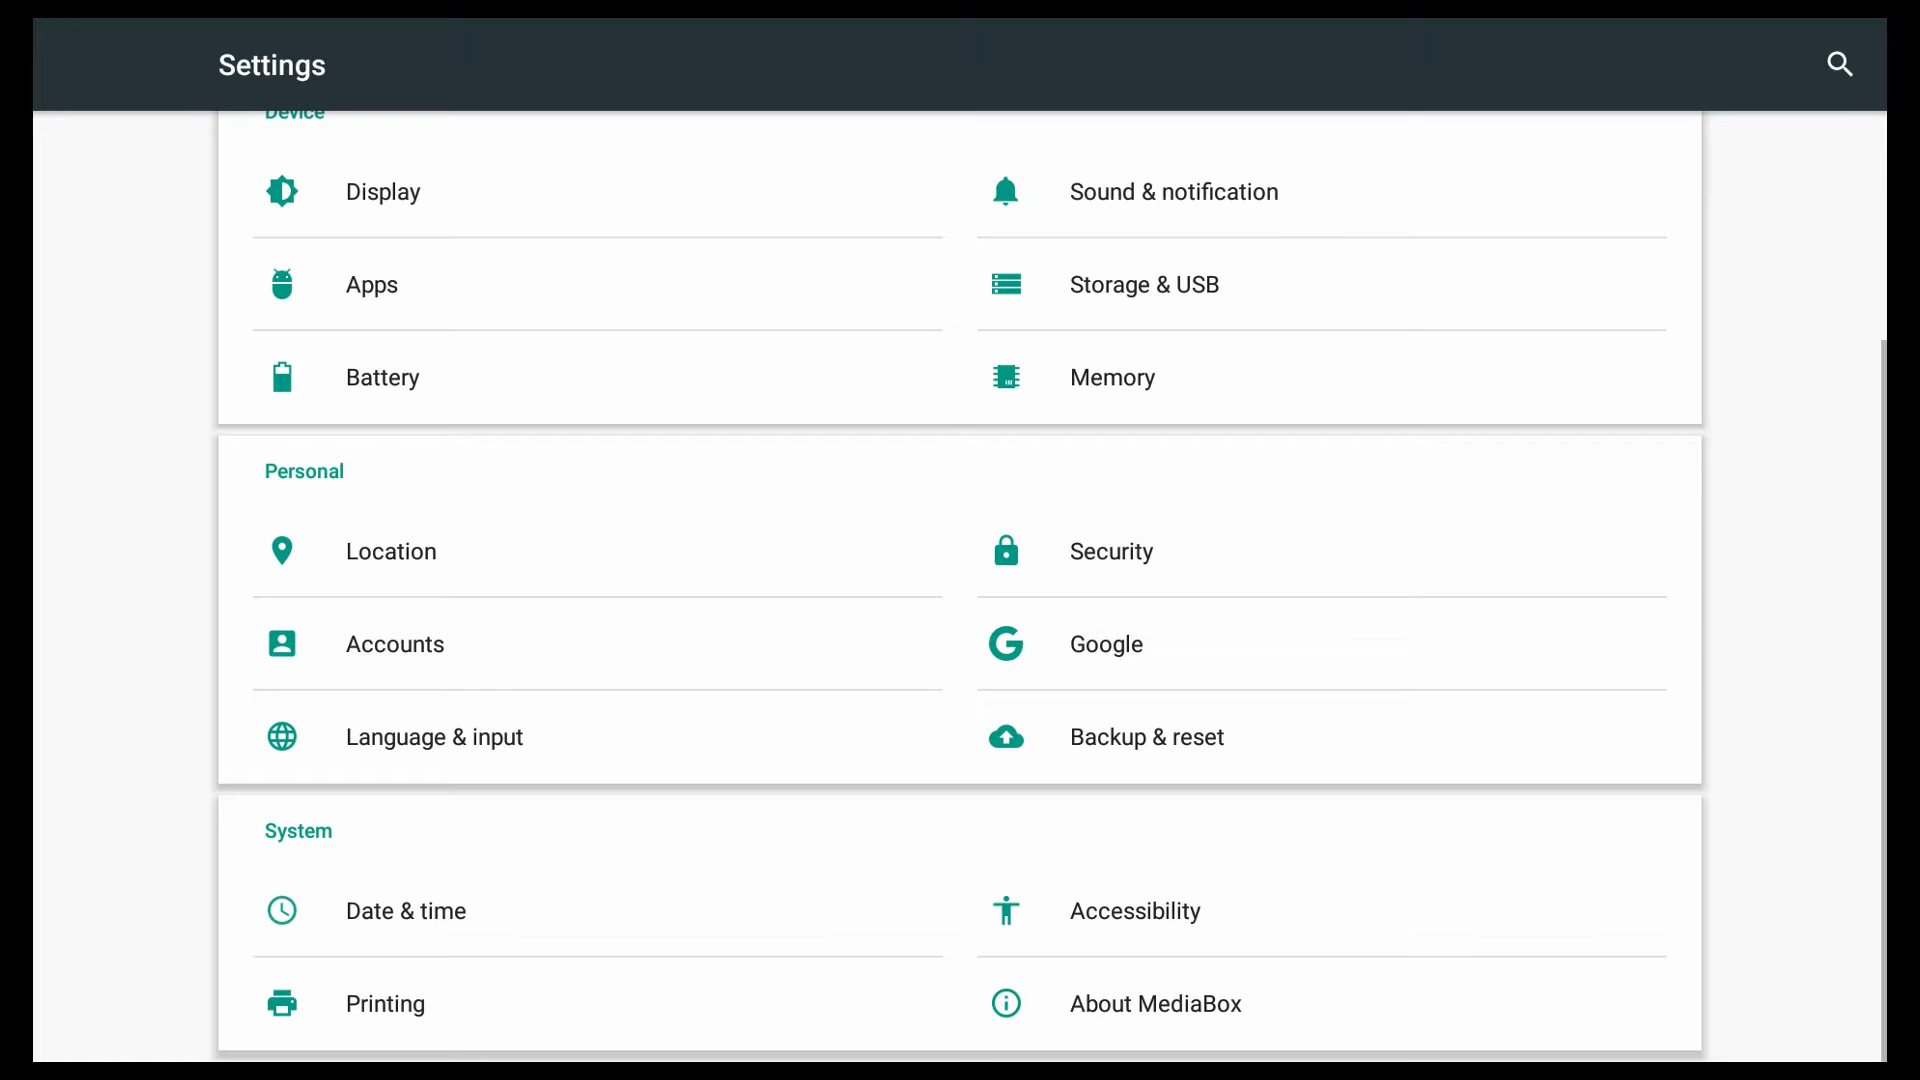 Settings
Device
Display
Sound & notification
Apps
Storage & USB
Battery
Memory
Personal
Location
Security
Accounts
Google
Language & input
Backup & reset
System
Date & time
Accessibility
Printing
About MediaBox